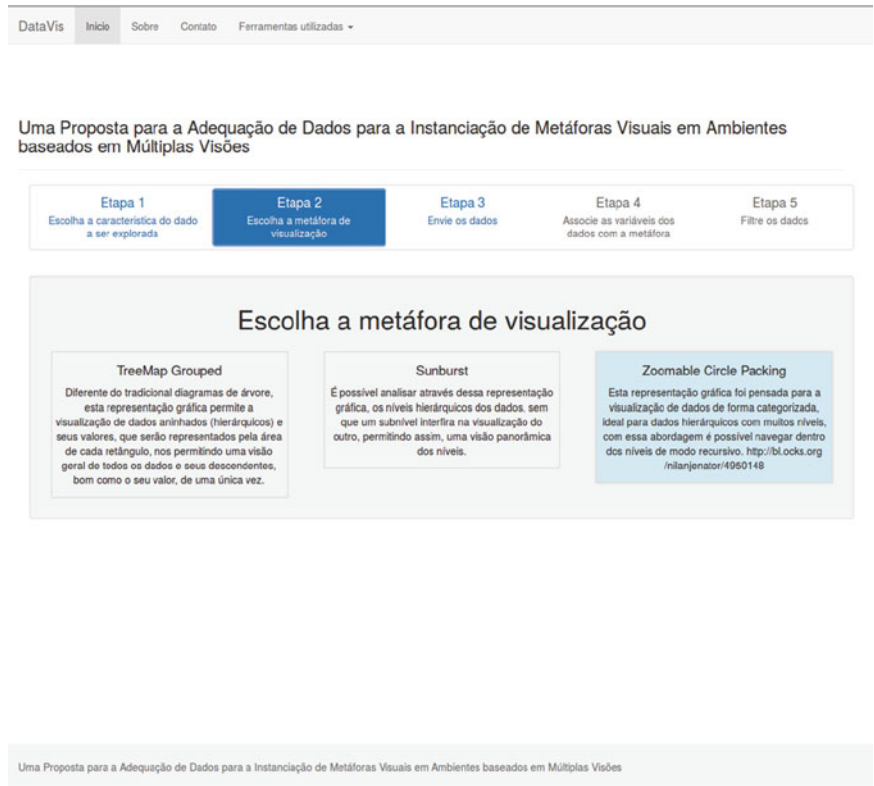 DataVis Inicio Sobre Contato Ferramentas utilizadas
Uma Proposta para a Adequação de Dados para a Instanciação de Metáforas Visuais em Ambientes
baseados em Múltiplas Visões
Etapa 1
Escolha a caracteristica do dado
a ser explorada
Etapa 2
Escolha a metáfora de
visualização
Etapa 3
Envie os dados
Etapa 4
Associe as variáveis dos
dados com a metáfora
Etapa 5
Filtre os dados
Escolha a metáfora de visualização
TreeMap Grouped
Diferente do tradicional diagramas de árvore,
esta representação gráfica permite a
visualização de dados aninhados (hierárquicos) e
seus valores, que serão representados pela área
de cada retângulo, nos permitindo uma visão
geral de todos os dados e seus descendentes,
bom como o seu valor, de uma única vez.
Sunburst
É possível analisar através dessa representação
gráfica, os níveis hierárquicos dos dados, sem
que um subnível interfira na visualização do
outro, permitindo assim, uma visão panorâmica
dos níveis.
Zoomable Circle Packing
Esta representação gráfica foi pensada para a
visualização de dados de forma categorizada,
ideal para dados hierárquicos com muitos níveis,
com essa abordagem é possível navegar dentro
dos níveis de modo recursivo. http://bl.ocks.org
/nilanjenator/4950148
Uma Proposta para a Adequação de Dados para a Instanciação de Metáforas Visuais em Ambientes baseados em Múltiplas Visões